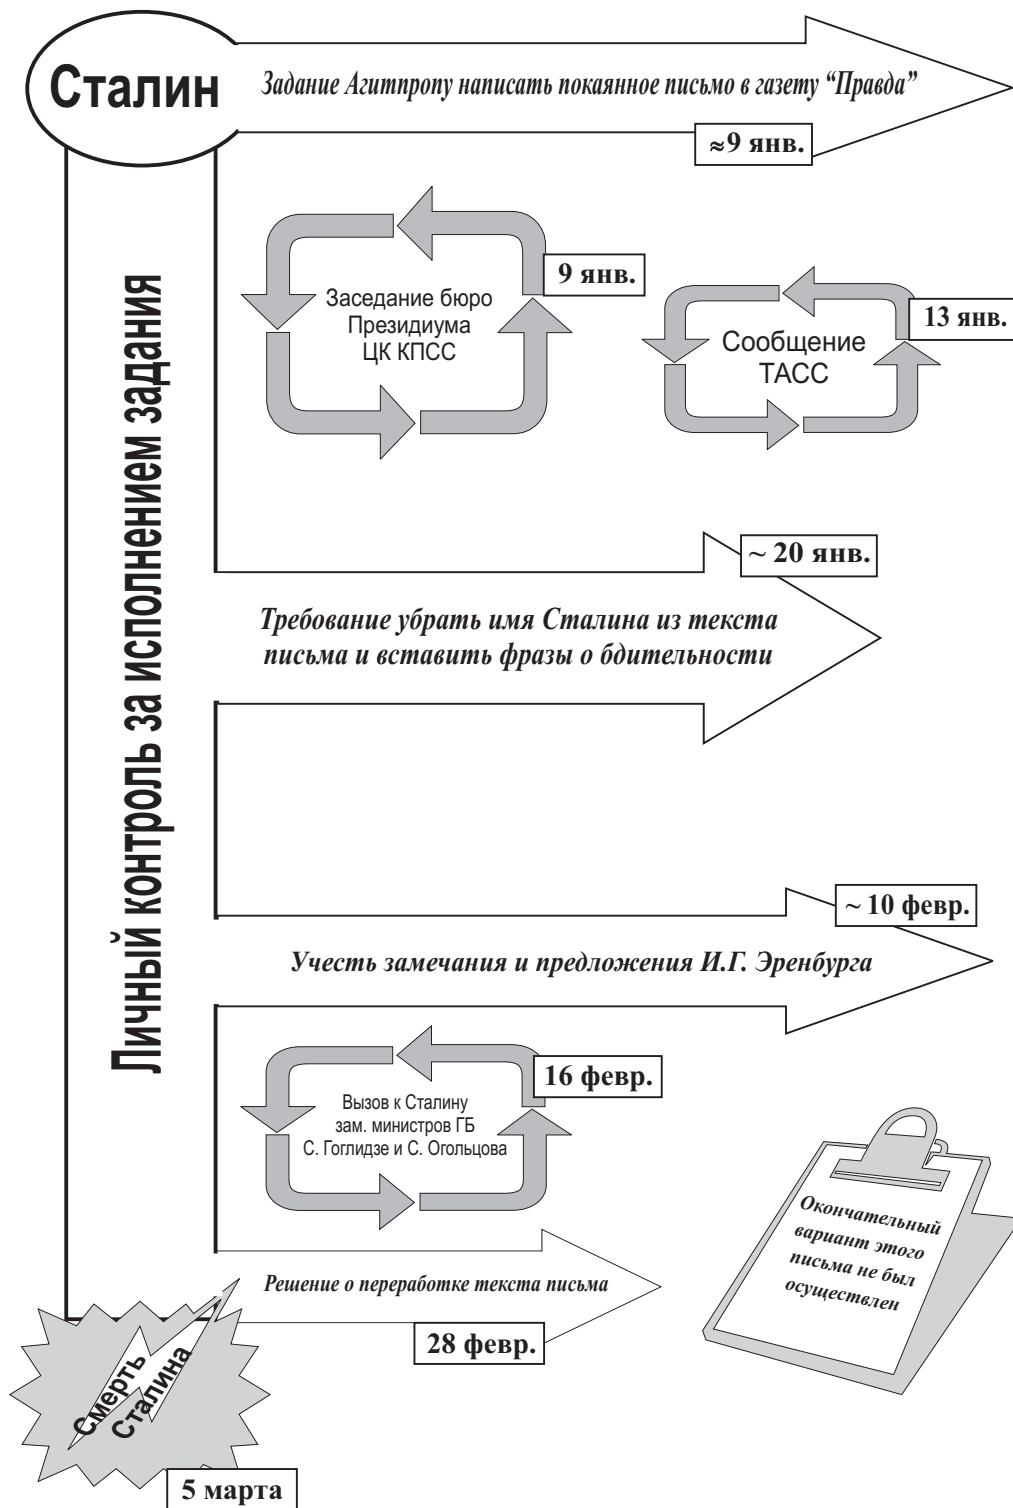 Сталин
Задание Агитпропу написать покаянное письмо в газету “Правда”
≈9 янв.
Личный контроль за исполнением задания
9 янв.
Заседание бюро
Президиума
ЦК КПСС
13 янв.
Сообщение
ТАСС
~ 20 янв.
Требование убрать имя Сталина из текста
письма и вставить фразы о бдительности
~ 10 февр.
Учесть замечания и предложения И.Г. Эренбурга
16 февр.
Вызов к Сталину
зам. министров ГБ
С. Гоглидзе и С. Огольцова
Окончательный
вариант этого
письма не был
осуществлен
Решение о переработке текста письма
28 февр.
Смерть
Сталина
5 марта